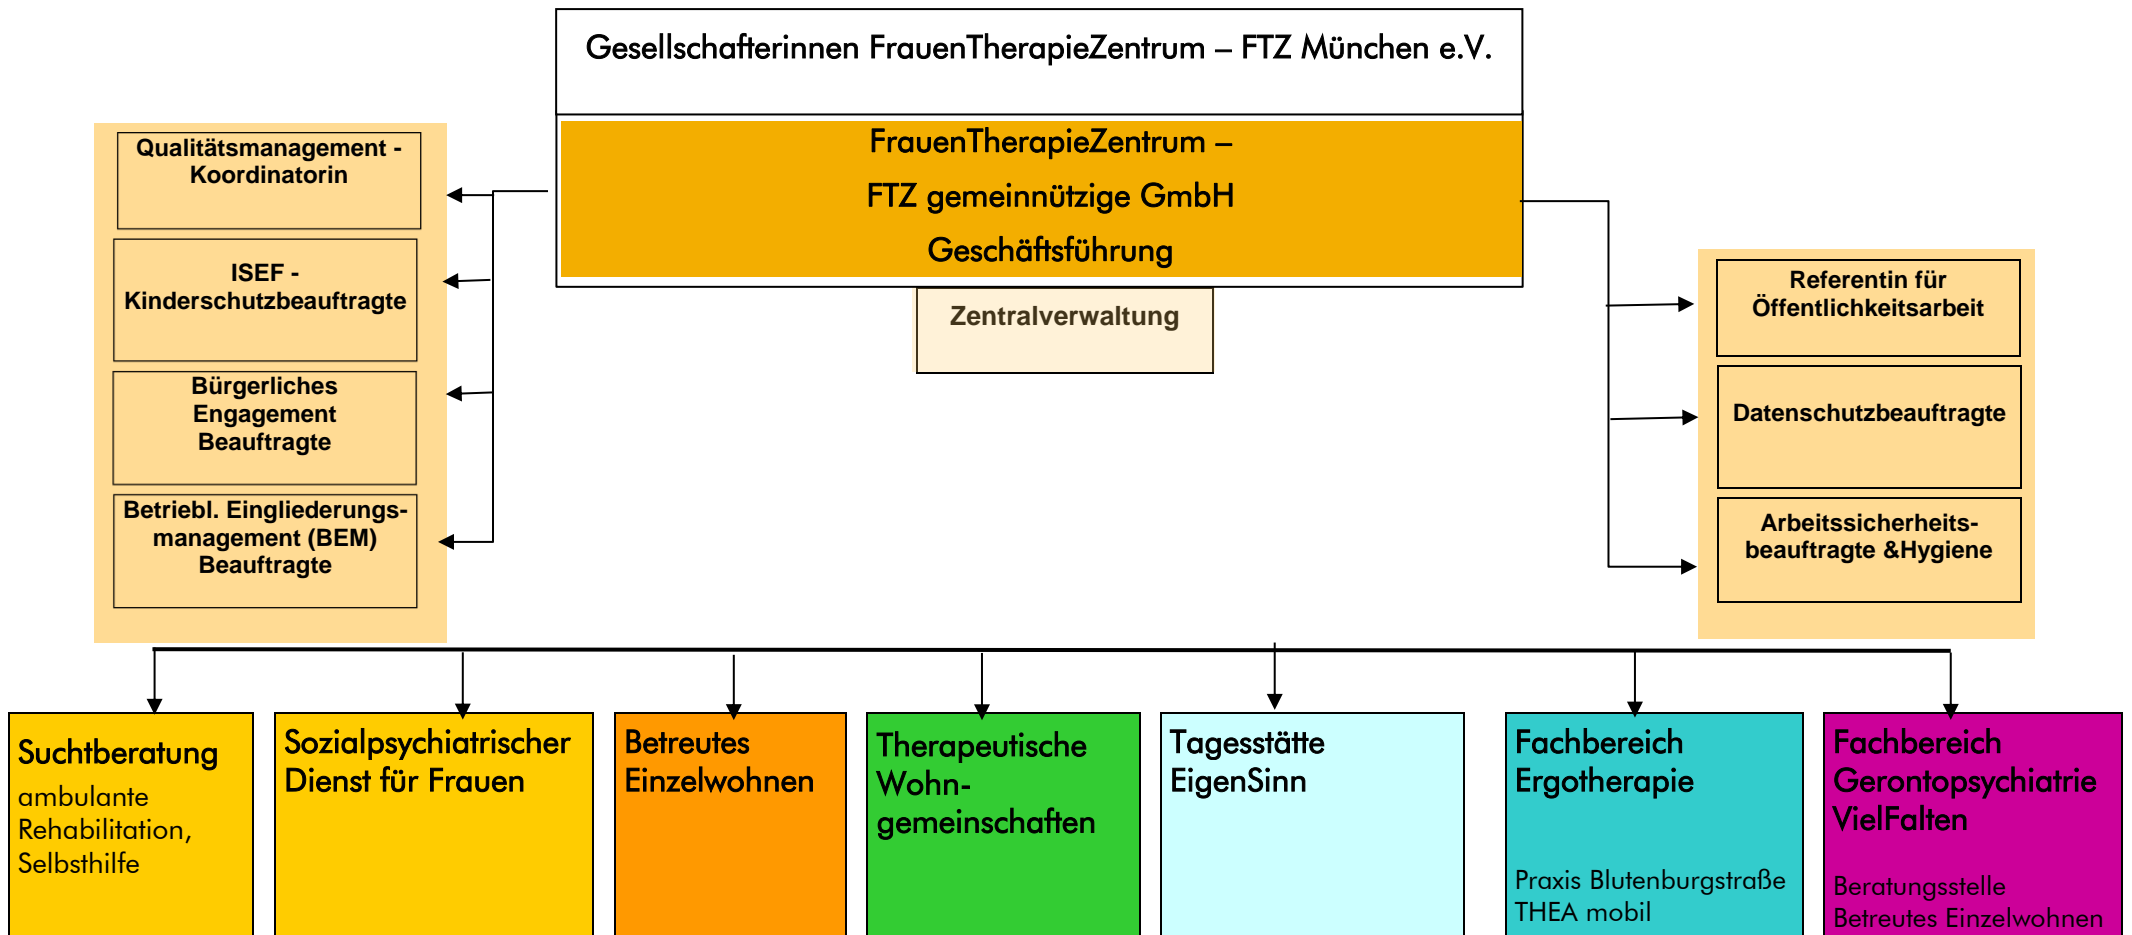 Gesellschafterinnen FrauenTherapieZentrum – FTZ München e.V.
FrauenTherapieZentrum –
FTZ gemeinnützige GmbH
Geschäftsführung
Zentralverwaltung
Qualitätsmanagement -
Koordinatorin
ISEF -
Kinderschutzbeauftragte
Bürgerliches
Engagement
Beauftragte
Betriebl. Eingliederungs-
management (BEM)
Beauftragte
Referentin für
Öffentlichkeitsarbeit
Datenschutzbeauftragte
Arbeitssicherheits-
beauftragte &Hygiene
Suchtberatung
ambulante
Rehabilitation,
Selbsthilfe
Sozialpsychiatrischer
Dienst für Frauen
Betreutes
Einzelwohnen
Therapeutische
Wohn-
gemeinschaften
Tagesstätte
EigenSinn
Fachbereich
Ergotherapie
Praxis Blutenburgstraße
THEA mobil
Fachbereich
Gerontopsychiatrie
VielFalten
Beratungsstelle
Betreutes Einzelwohnen